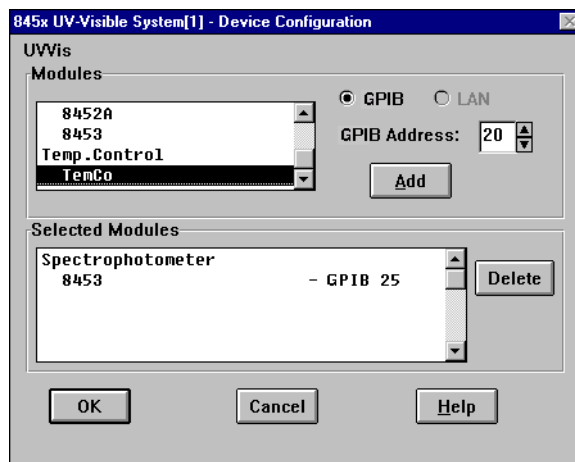 845x UV-Visible System[1] - Device Configuration
UVVis
Modules
8452A
8453
Temp.Control
TemCo
GPIB
LAN
GPIB Address: 20
Add
Selected Modules
Spectrophotometer
8453 - GPIB 25
Delete
OK Cancel Help